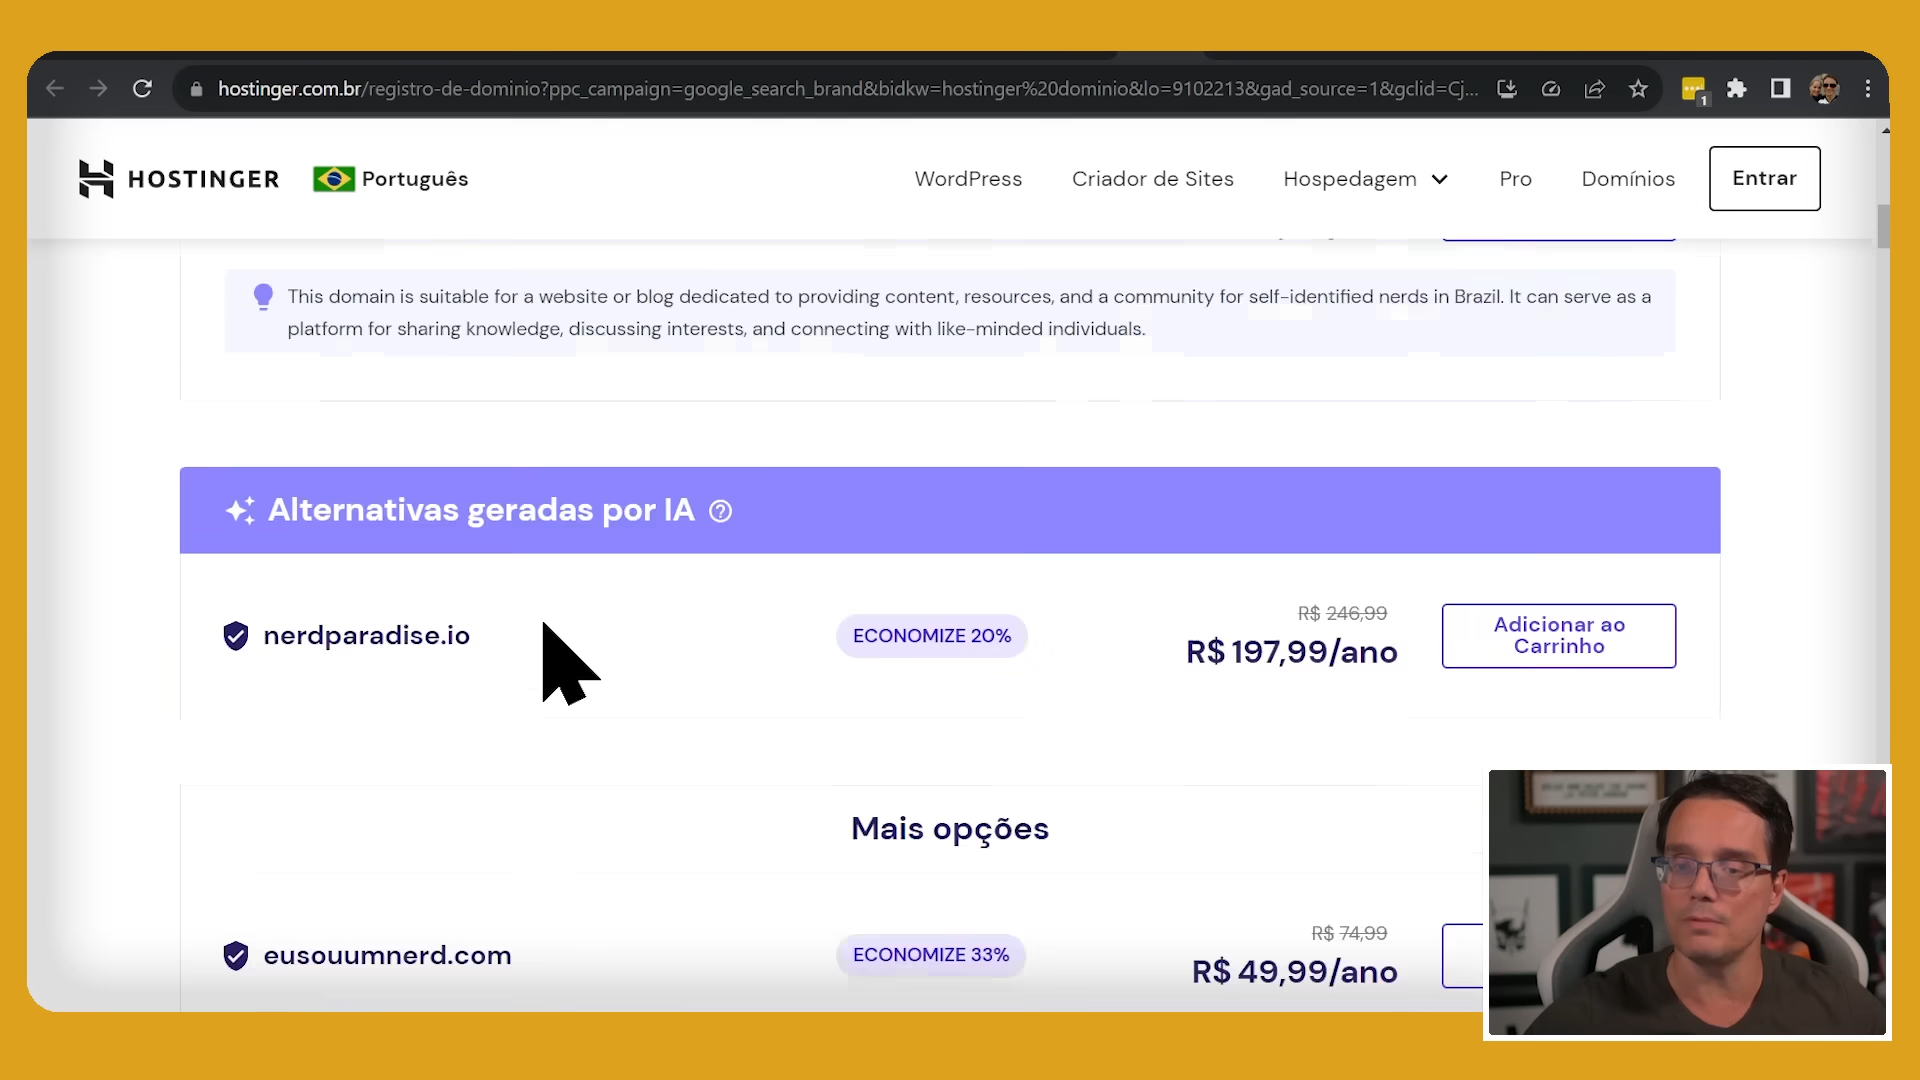 hostinger.com.br/registro-de-dominio?ppc_campaign=google_search_brand&bidkw=hostinger%20dominio&lo=9102213&gad_source=1&gclid=Cj...
1
HOSTINGER
Português
WordPress
Criador de Sites
Hospedagem
Pro
Domínios
Entrar
This domain is suitable for a website or blog dedicated to providing content, resources, and a community for self-identified nerds in Brazil. It can serve as a
platform for sharing knowledge, discussing interests, and connecting with like-minded individuals.
Alternativas geradas por IA
nerdparadise.io
ECONOMIZE 20%
R$ 246,99
R$ 197,99/ano
Adicionar ao
Carrinho
Mais opções
eusouumnerd.com
ECONOMIZE 33%
R$ 74,99
R$ 49,99/ano